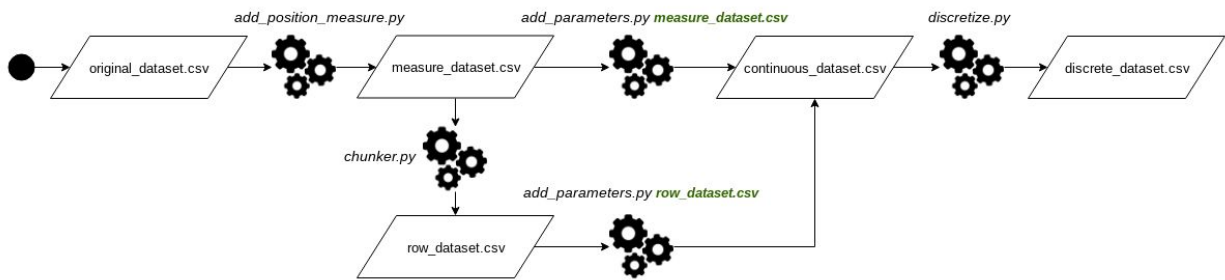 add_position_measure.py
add_parameters.py measure_dataset.csv
discretize.py
original_dataset.csv
measure_dataset.csv
continuous_dataset.csv
discrete_dataset.csv
chunker.py
add_parameters.py row_dataset.csv
row_dataset.csv